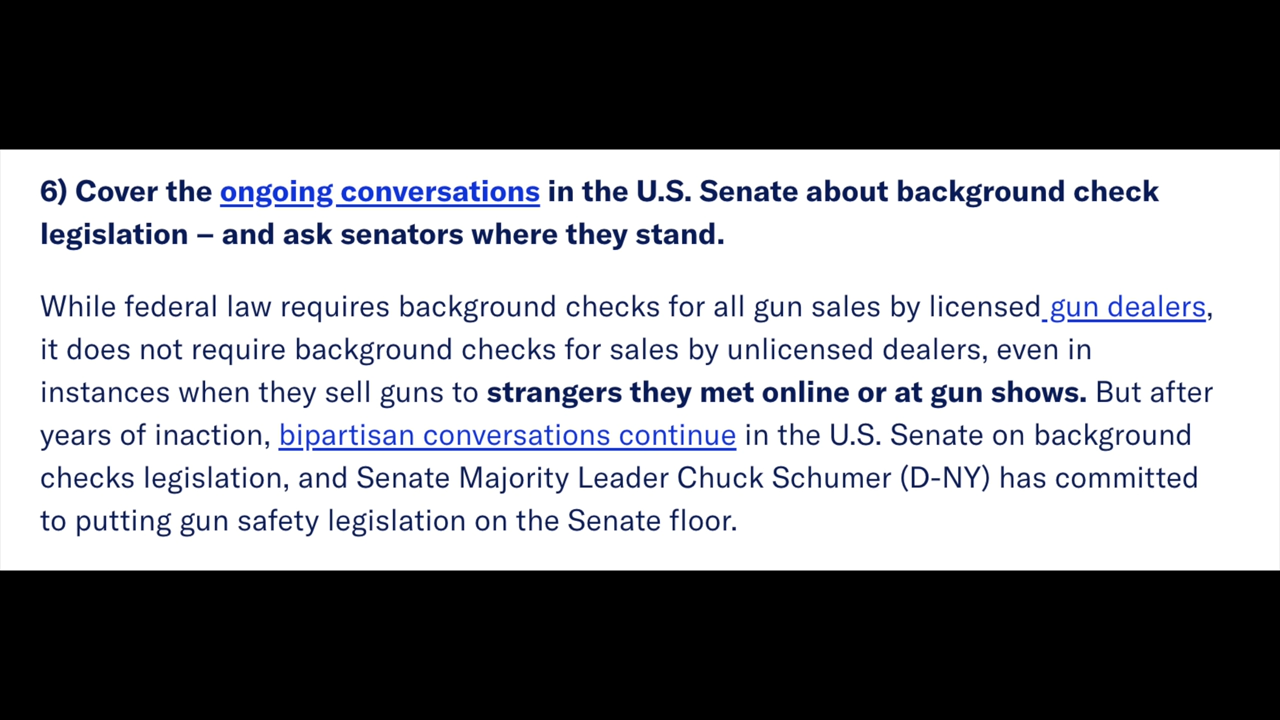 6) Cover the ongoing conversations in the U.S. Senate about background check
legislation – and ask senators where they stand.
While federal law requires background checks for all gun sales by licensed gun dealers,
it does not require background checks for sales by unlicensed dealers, even in
instances when they sell guns to strangers they met online or at gun shows. But after
years of inaction, bipartisan conversations continue in the U.S. Senate on background
checks legislation, and Senate Majority Leader Chuck Schumer (D-NY) has committed
to putting gun safety legislation on the Senate floor.